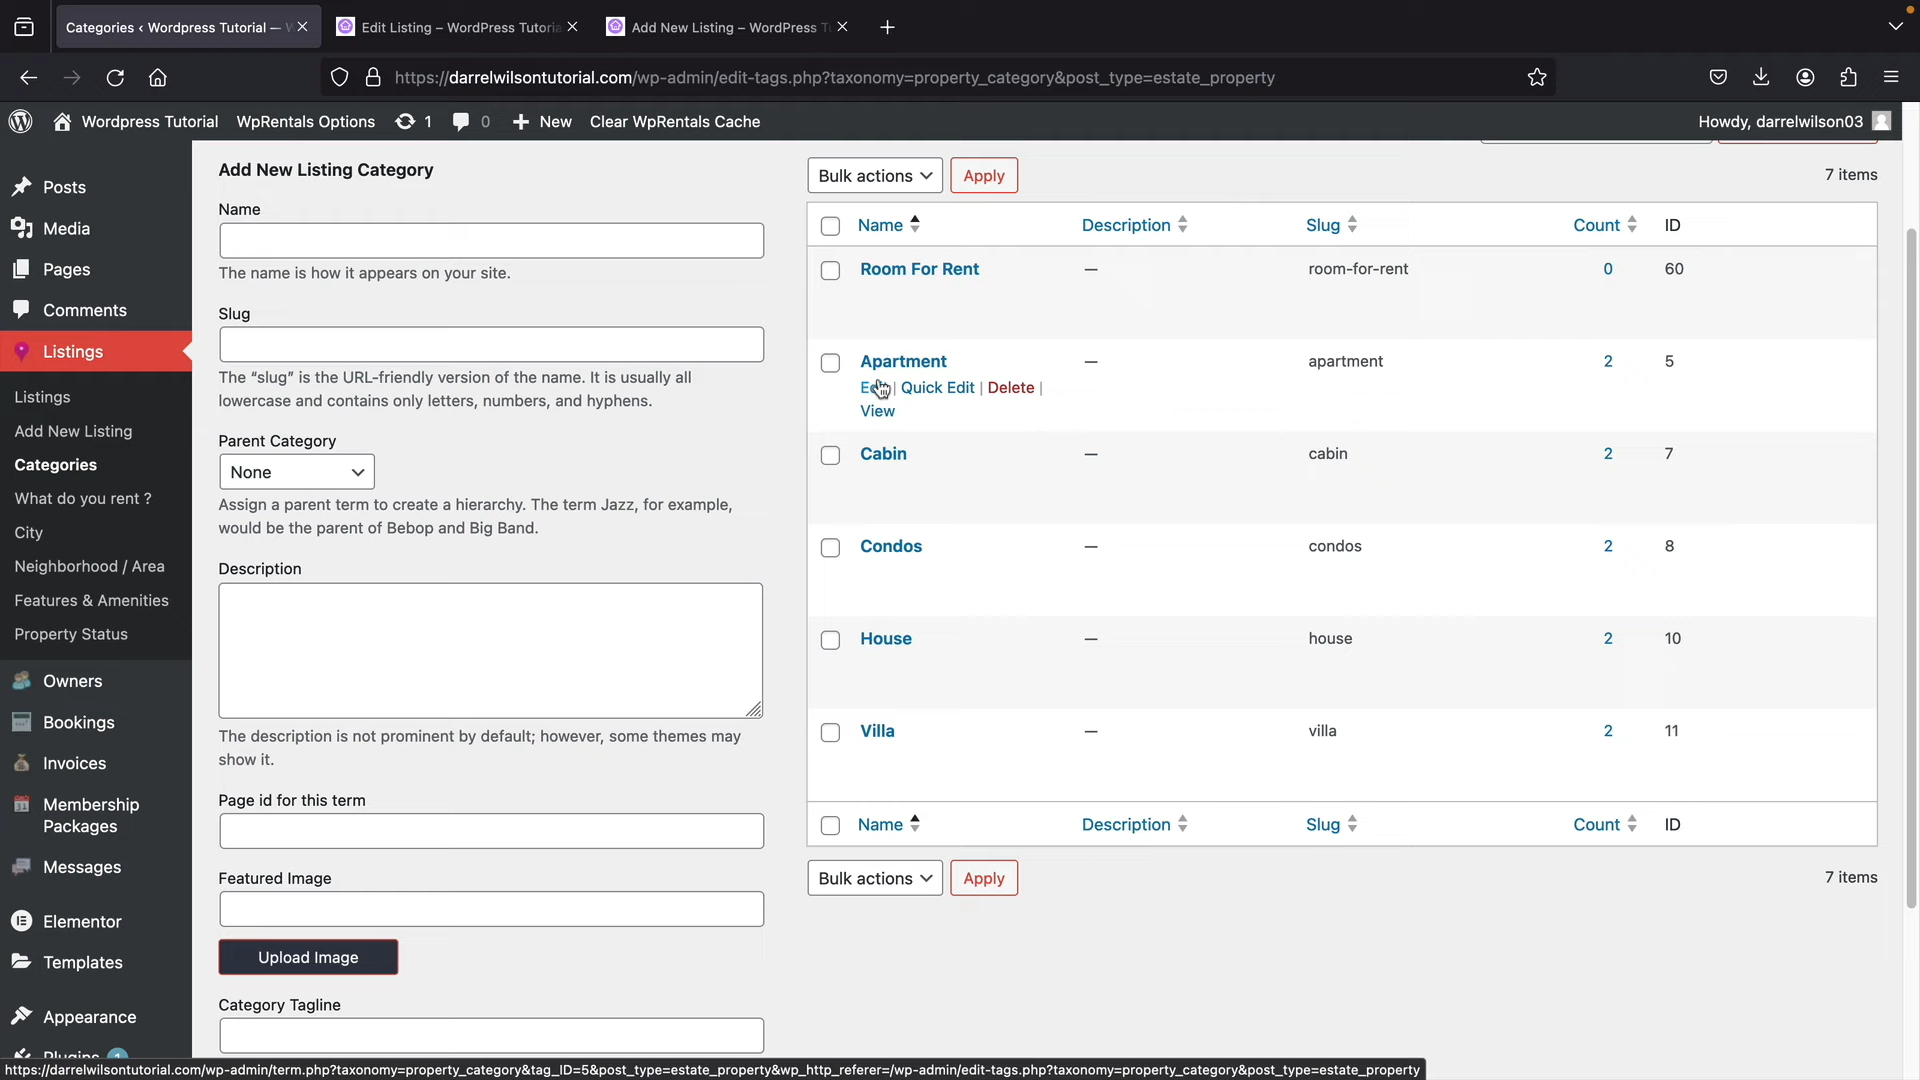 Categories ‹ Wordpress Tutorial — W
Edit Listing – WordPress Tutoria
Add New Listing – WordPress T
https://darrelwilsontutorial.com/wp-admin/edit-tags.php?taxonomy=property_category&post_type=estate_property
Wordpress Tutorial
WpRentals Options
1
0
New
Clear WpRentals Cache
Howdy, darrelwilson03
Posts
Media
Pages
Comments
Listings
Listings
Add New Listing
Categories
What do you rent ?
City
Neighborhood / Area
Features & Amenities
Property Status
Owners
Bookings
Invoices
Membership
Packages
Messages
Elementor
Templates
Appearance
Plugins 1
Add New Listing Category
Name
The name is how it appears on your site.
Slug
The “slug” is the URL-friendly version of the name. It is usually all
lowercase and contains only letters, numbers, and hyphens.
Parent Category
None
Assign a parent term to create a hierarchy. The term Jazz, for example,
would be the parent of Bebop and Big Band.
Description
The description is not prominent by default; however, some themes may
show it.
Page id for this term
Featured Image
Upload Image
Category Tagline
Bulk actions Apply 7 items
Name Description Slug Count ID
Room For Rent — room-for-rent 0 60
Apartment — apartment 2 5
| Quick Edit | Delete |
View
Cabin — cabin 2 7
Condos — condos 2 8
House — house 2 10
Villa — villa 2 11
Name Description Slug Count ID
Bulk actions Apply 7 items
https://darrelwilsontutorial.com/wp-admin/term.php?taxonomy=property_category&tag_ID=5&post_type=estate_property&wp_http_referer=/wp-admin/edit-tags.php?taxonomy=property_category&post_type=estate_property